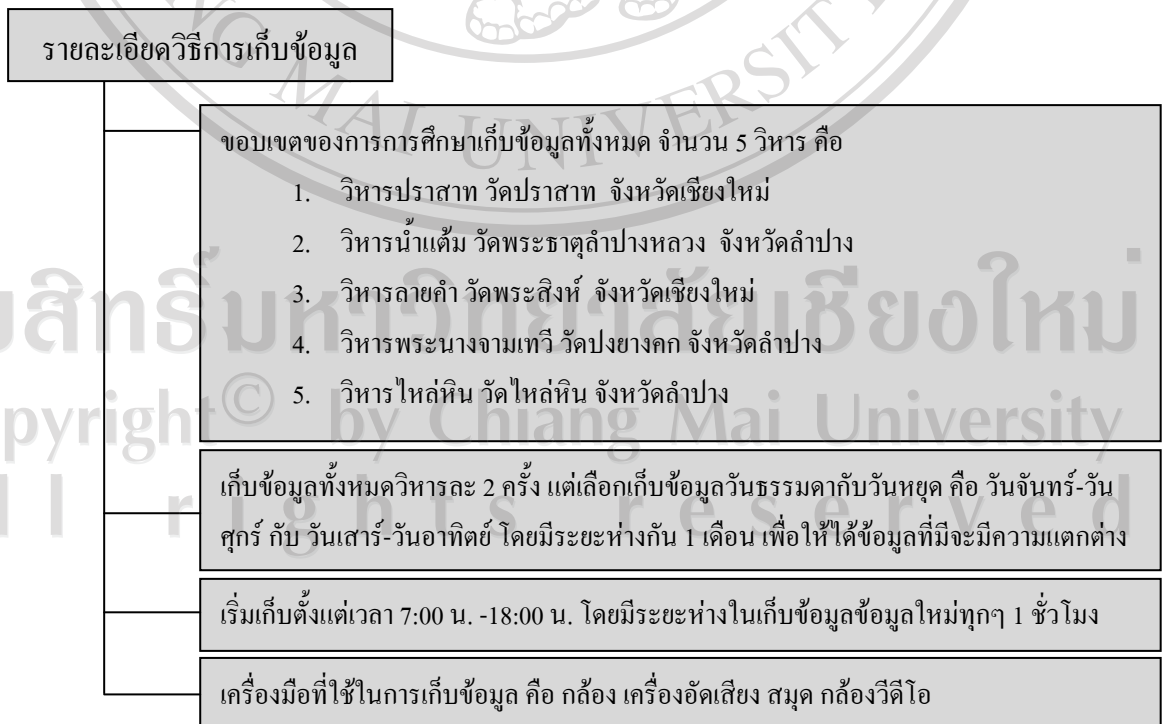 NG MAI UNIVERSIT
รายละเอียดวิธีการเก็บข้อมูล
ขอบเขตของการการศึกษาเก็บข้อมูลทั้งหมด จำนวน 5 วิหาร คือ
1. วิหารปราสาท วัดปราสาท จังหวัดเชียงใหม่
2. วิหารน้ำแต้ม วัดพระธาตุลำปางหลวง จังหวัดลำปาง
3. วิหารลายคำ วัดพระสิงห์ จังหวัดเชียงใหม่
4. วิหารพระนางจามเทวี วัดปงยางคก จังหวัดลำปาง
5. วิหารไหล่หิน วัดไหล่หิน จังหวัดลำปาง
เก็บข้อมูลทั้งหมดวิหารละ 2 ครั้ง แต่เลือกเก็บข้อมูลวันธรรมดากับวันหยุด คือ วันจันทร์-วัน
ศุกร์ กับ วันเสาร์-วันอาทิตย์ โดยมีระยะห่างกัน 1 เดือน เพื่อให้ได้ข้อมูลที่มีจะมีความแตกต่าง
เริ่มเก็บตั้งแต่เวลา 7:00 น. -18:00 น. โดยมีระยะห่างในเก็บข้อมูลข้อมูลใหม่ทุกๆ 1 ชั่วโมง
เครื่องมือที่ใช้ในการเก็บข้อมูล คือ กล้อง เครื่องอัดเสียง สมุด กล้องวีดีโอ
สิทธิ์มหาวิทยาลัยเชียงใหม่
pyright© by Chiang Mai University
ll rights reserved